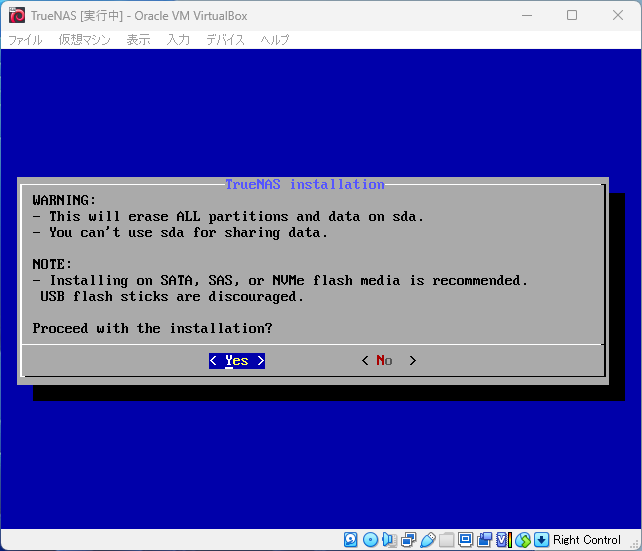 TrueNAS [実行中] - Oracle VM VirtualBox
ファイル 仮想マシン 表示 入力 デバイス ヘルプ
TrueNAS installation
WARNING:
- This will erase ALL partitions and data on sda.
- You can't use sda for sharing data.
NOTE:
- Installing on SATA, SAS, or NVMe flash media is recommended.
USB flash sticks are discouraged.
Proceed with the installation?
< Yes > < No >
Right Control